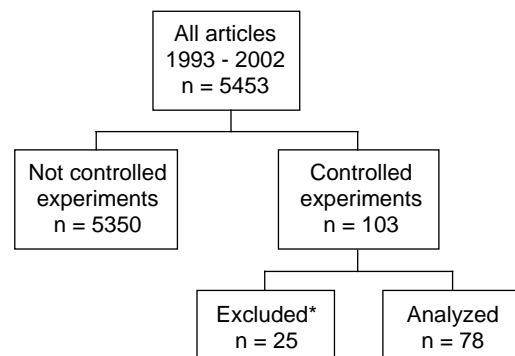 All articles
1993 - 2002
n = 5453
Not controlled
experiments
n = 5350
Controlled
experiments
n = 103
Excluded*
n = 25
Analyzed
n = 78